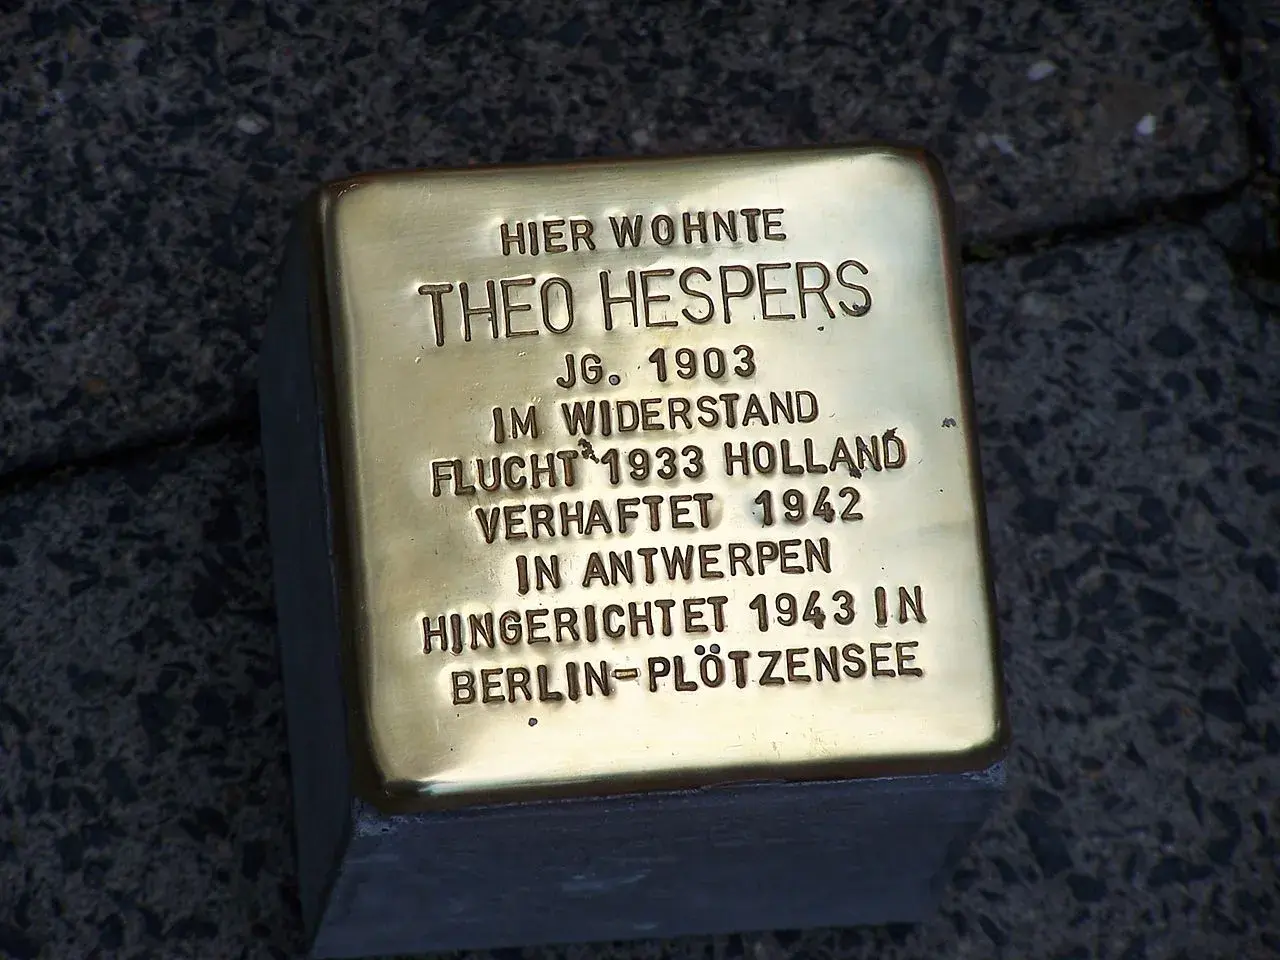 HIER WOHNTE
THEO HESPERS
JG. 1903
IM WIDERSTAND
FLUCHT 1933 HOLLAND
VERHAFTET 1942
IN ANTWERPEN
HINGERICHTET 1943 IN
BERLIN-PLÖTZENSEE